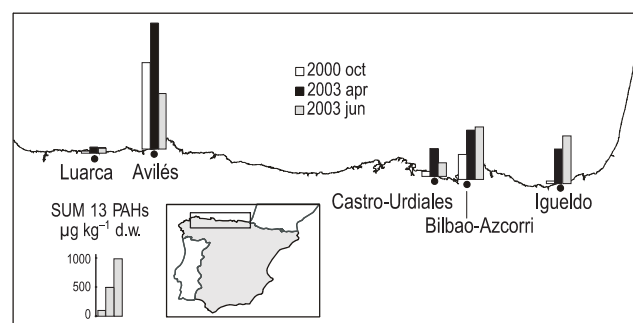 2000 oct
2003 apr
2003 jun
Luarca
Avilés
Castro-Urdiales
Bilbao-Azcorri
Igueldo
SUM 13 PAHs
µg kg⁻¹ d.w.
1000
500
0